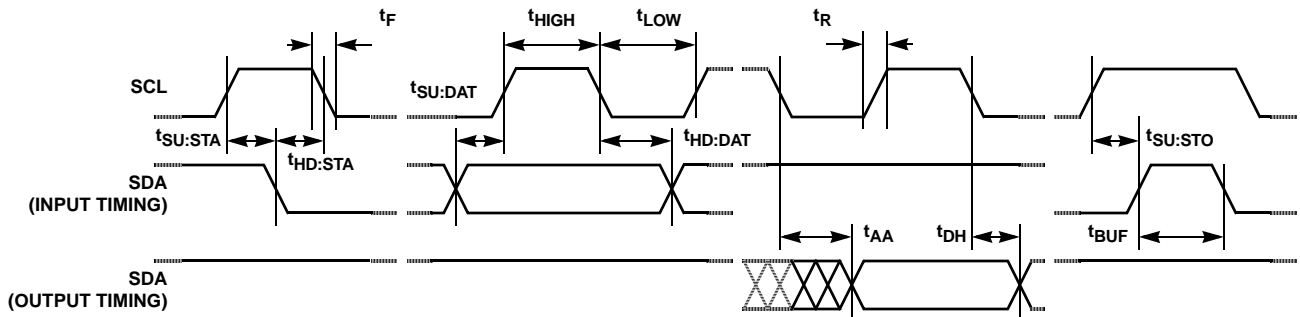 tF
tHIGH
tLOW
tR
SCL
tSU:DAT
tSU:STA
tHD:STA
tHD:DAT
tSU:STO
SDA
(INPUT TIMING)
tAA
tDH
tBUF
SDA
(OUTPUT TIMING)